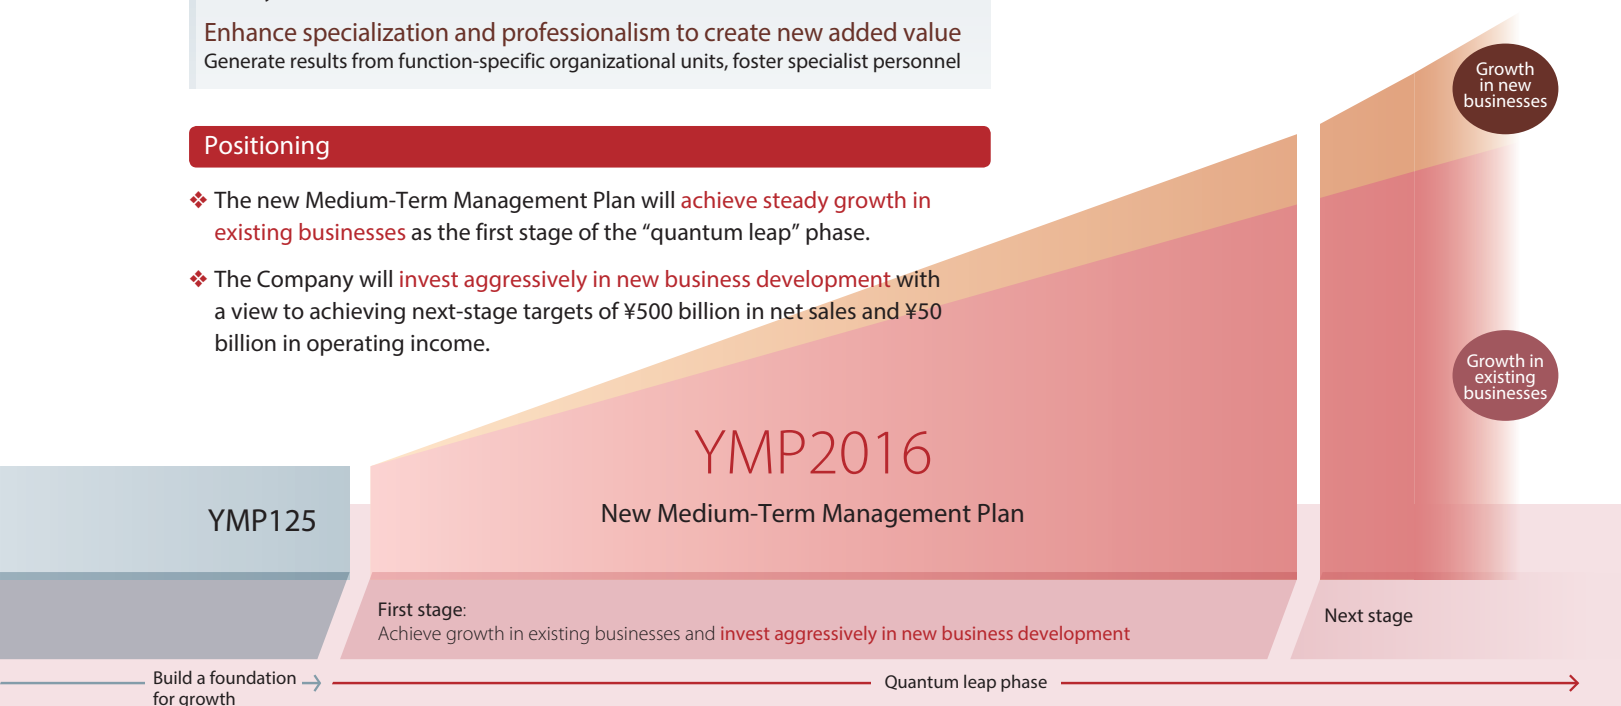 Enhance specialization and professionalism to create new added value
Generate results from function-specific organizational units, foster specialist personnel
Positioning
❖ The new Medium-Term Management Plan will achieve steady growth in
existing businesses as the first stage of the “quantum leap” phase.
❖ The Company will invest aggressively in new business development with
a view to achieving next-stage targets of ¥500 billion in net sales and ¥50
billion in operating income.
Growth
in new
businesses
Growth in
existing
businesses
YMP2016
New Medium-Term Management Plan
YMP125
First stage:
Achieve growth in existing businesses and invest aggressively in new business development
Next stage
Build a foundation
for growth
Quantum leap phase